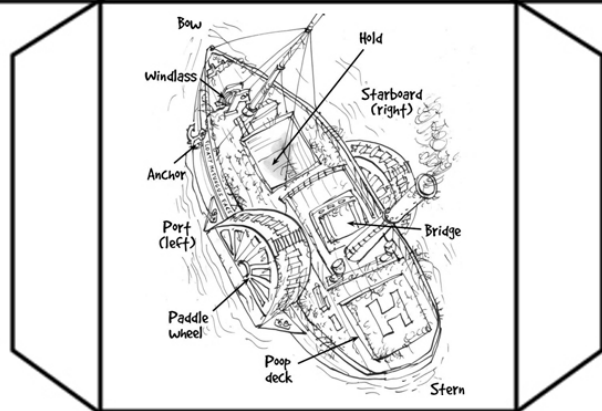 Bow
Hold
Windlass
Starboard
(right)
Anchor
Port
(left)
Bridge
Paddle
wheel
H
Poop
deck
Stern